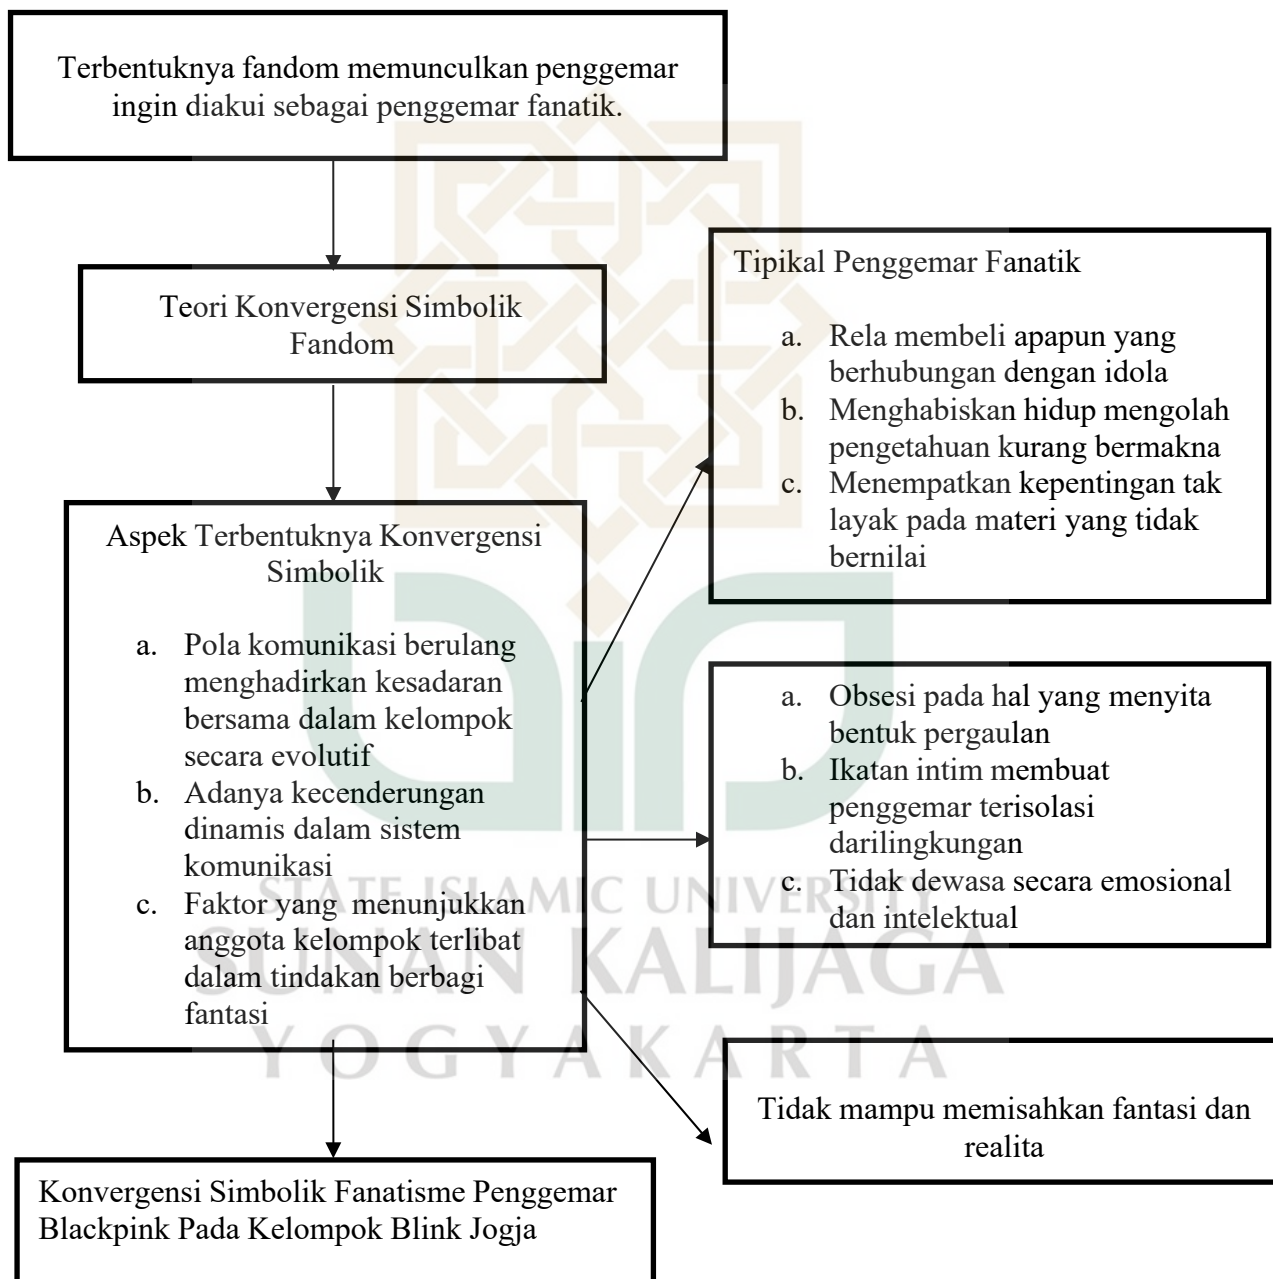 Terbentuknya fandom memunculkan penggemar
ingin diakui sebagai penggemar fanatik.
Teori Konvergensi Simbolik
Fandom
Aspek Terbentuknya Konvergensi
Simbolik
a. Pola komunikasi berulang
menghadirkan kesadaran
bersama dalam kelompok
secara evolutif
b. Adanya kecenderungan
dinamis dalam sistem
komunikasi
c. Faktor yang menunjukkan
anggota kelompok terlibat
dalam tindakan berbagi
fantasi
Tipikal Penggemar Fanatik
a. Rela membeli apapun yang
berhubungan dengan idola
b. Menghabiskan hidup mengolah
pengetahuan kurang bermakna
c. Menempatkan kepentingan tak
layak pada materi yang tidak
bernilai
a. Obsesi pada hal yang menyita
bentuk pergaulan
b. Ikatan intim membuat
penggemar terisolasi
darilingkungan
c. Tidak dewasa secara emosional
dan intelektual
Tidak mampu memisahkan fantasi dan
realita
Konvergensi Simbolik Fanatisme Penggemar
Blackpink Pada Kelompok Blink Jogja
STATE ISLAMIC UNIVERSITY
SUNAN KALIJAGA
YOGYAKARTA